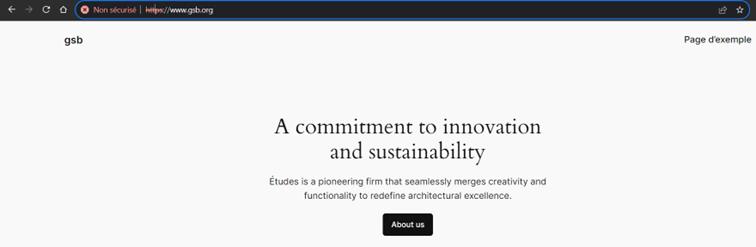 Non sécurisé | https://www.gsb.org
gsb
Page d'exemple
A commitment to innovation
and sustainability
Études is a pioneering firm that seamlessly merges creativity and
functionality to redefine architectural excellence.
About us